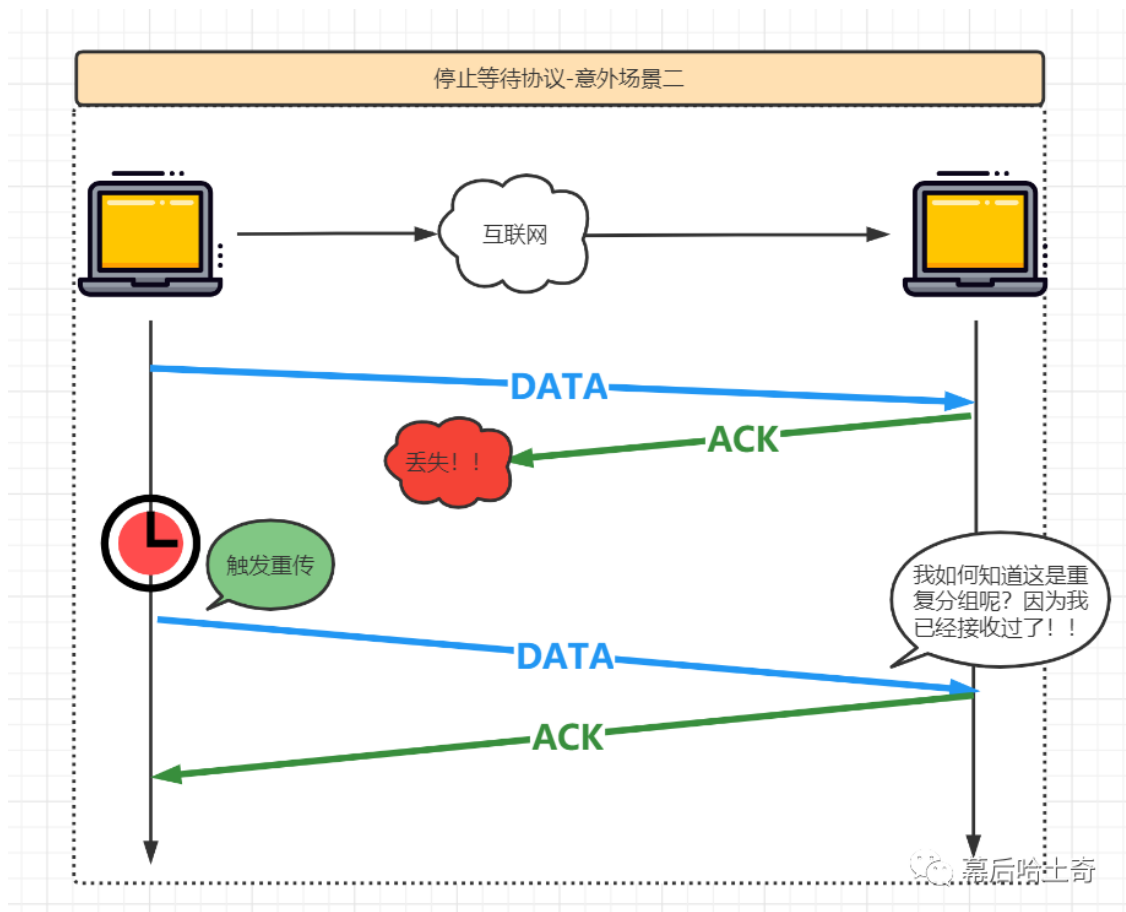 停止等待协议-意外场景二
互联网
DATA
ACK
丢失！！
触发重传
我如何知道这是重
复分组呢？因为我
已经接收过了！！
DATA
ACK
幕后哈土奇